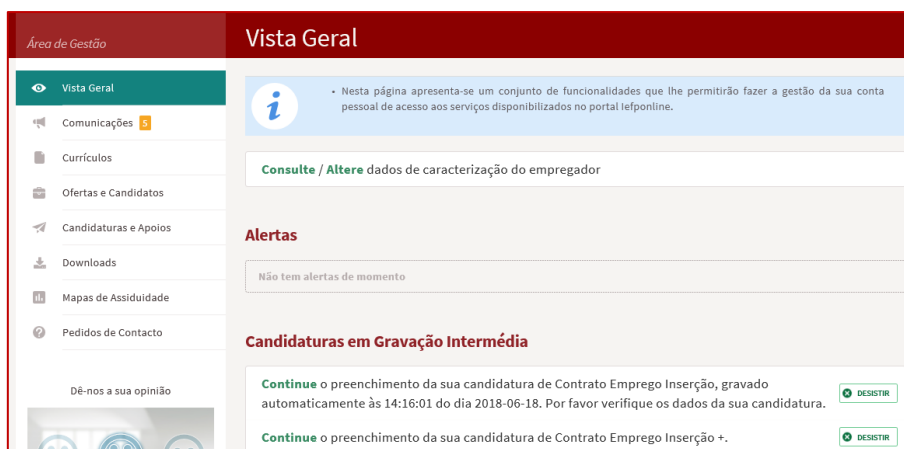 Área de Gestão
Vista Geral
Vista Geral
Comunicações 5
Currículos
Ofertas e Candidatos
Candidaturas e Apoios
Downloads
Mapas de Assiduidade
Pedidos de Contacto
Dê-nos a sua opinião
• Nesta página apresenta-se um conjunto de funcionalidades que lhe permitirão fazer a gestão da sua conta
pessoal de acesso aos serviços disponibilizados no portal Iefponline.
Consulte / Altere dados de caracterização do empregador
Alertas
Não tem alertas de momento
Candidaturas em Gravação Intermédia
Continue o preenchimento da sua candidatura de Contrato Emprego Inserção, gravado
automaticamente às 14:16:01 do dia 2018-06-18. Por favor verifique os dados da sua candidatura.
DESISTIR
Continue o preenchimento da sua candidatura de Contrato Emprego Inserção +.
DESISTIR